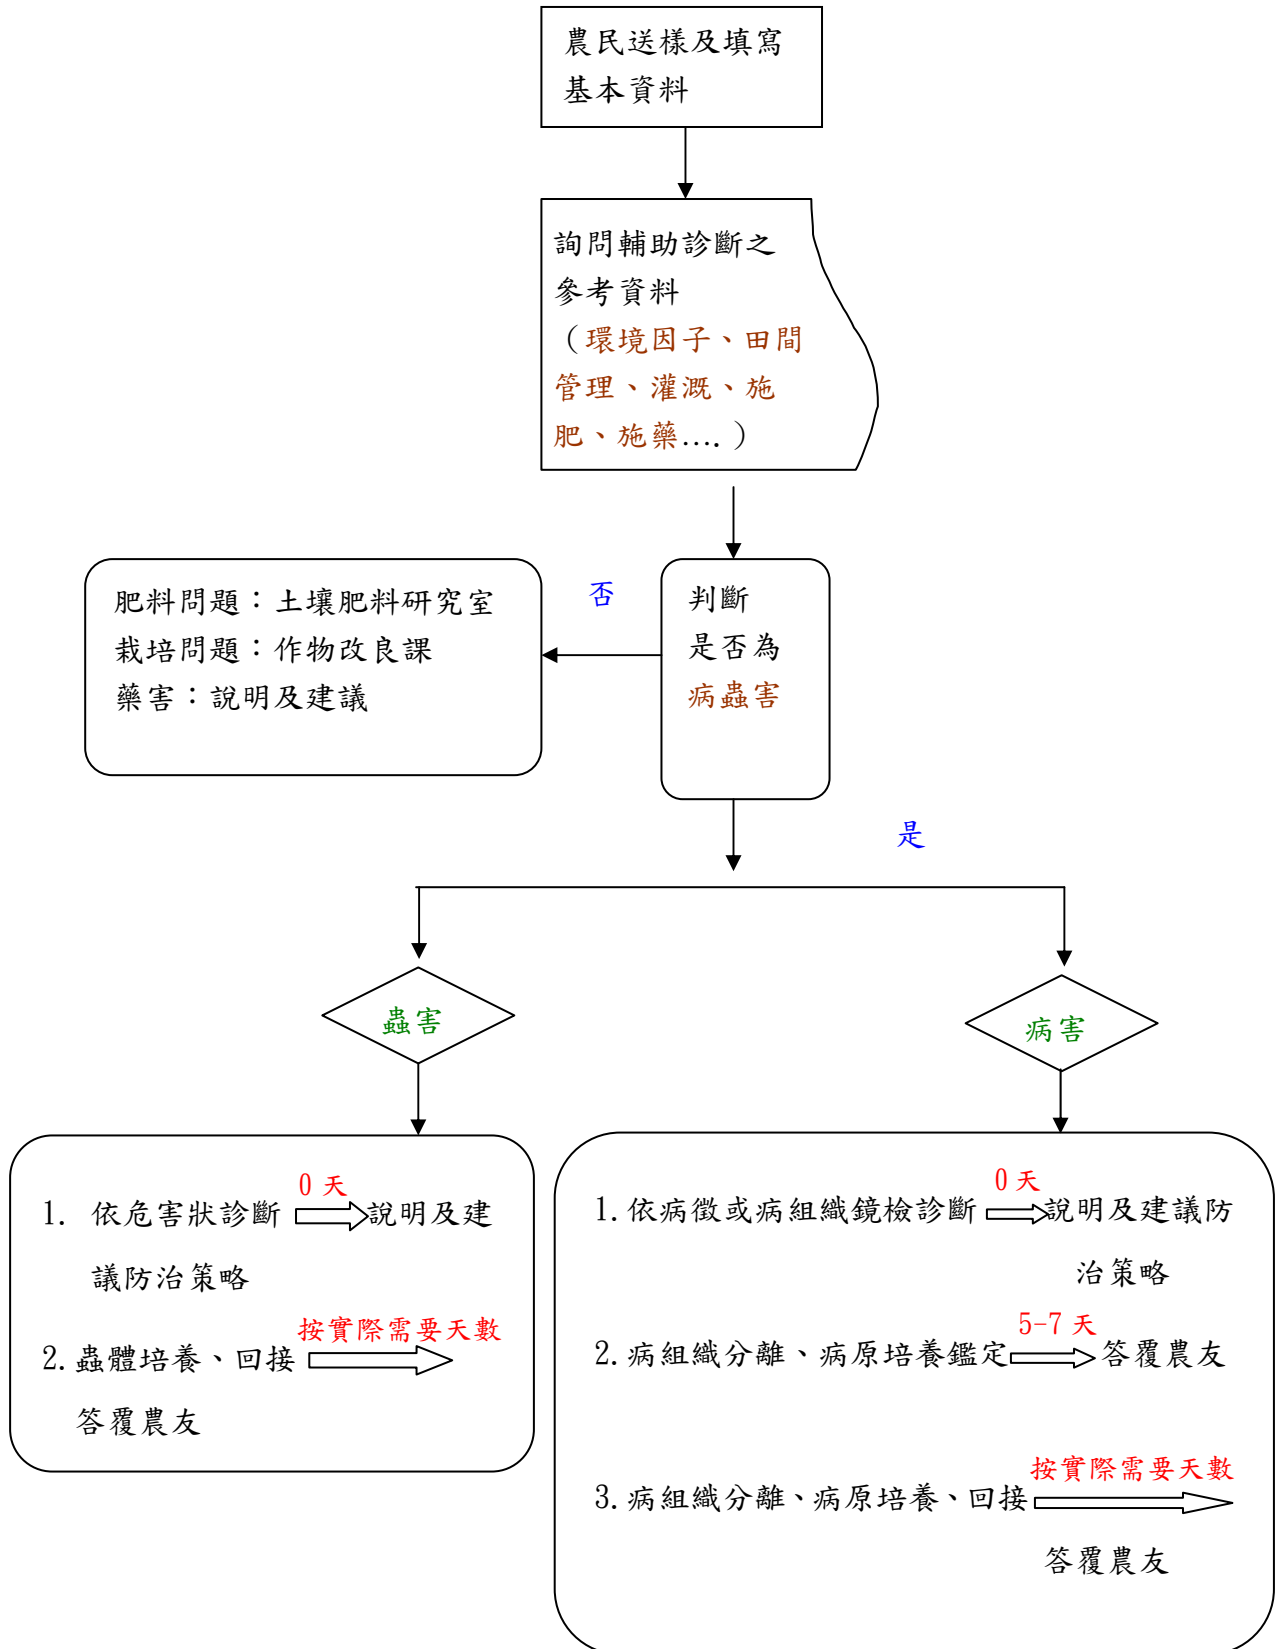 農民送樣及填寫
基本資料
詢問輔助診斷之
參考資料
（環境因子、田間
管理、灌溉、施
肥、施藥....）
肥料問題：土壤肥料研究室
栽培問題：作物改良課
藥害：說明及建議
否
判斷
是否為
病蟲害
是
蟲害
病害
0 天
1. 依危害狀診斷 說明及建
議防治策略
按實際需要天數
2.蟲體培養、回接
答覆農友
0 天
1.依病徵或病組織鏡檢診斷 說明及建議防
治策略
5-7 天
2.病組織分離、病原培養鑑定 答覆農友
按實際需要天數
3.病組織分離、病原培養、回接
答覆農友